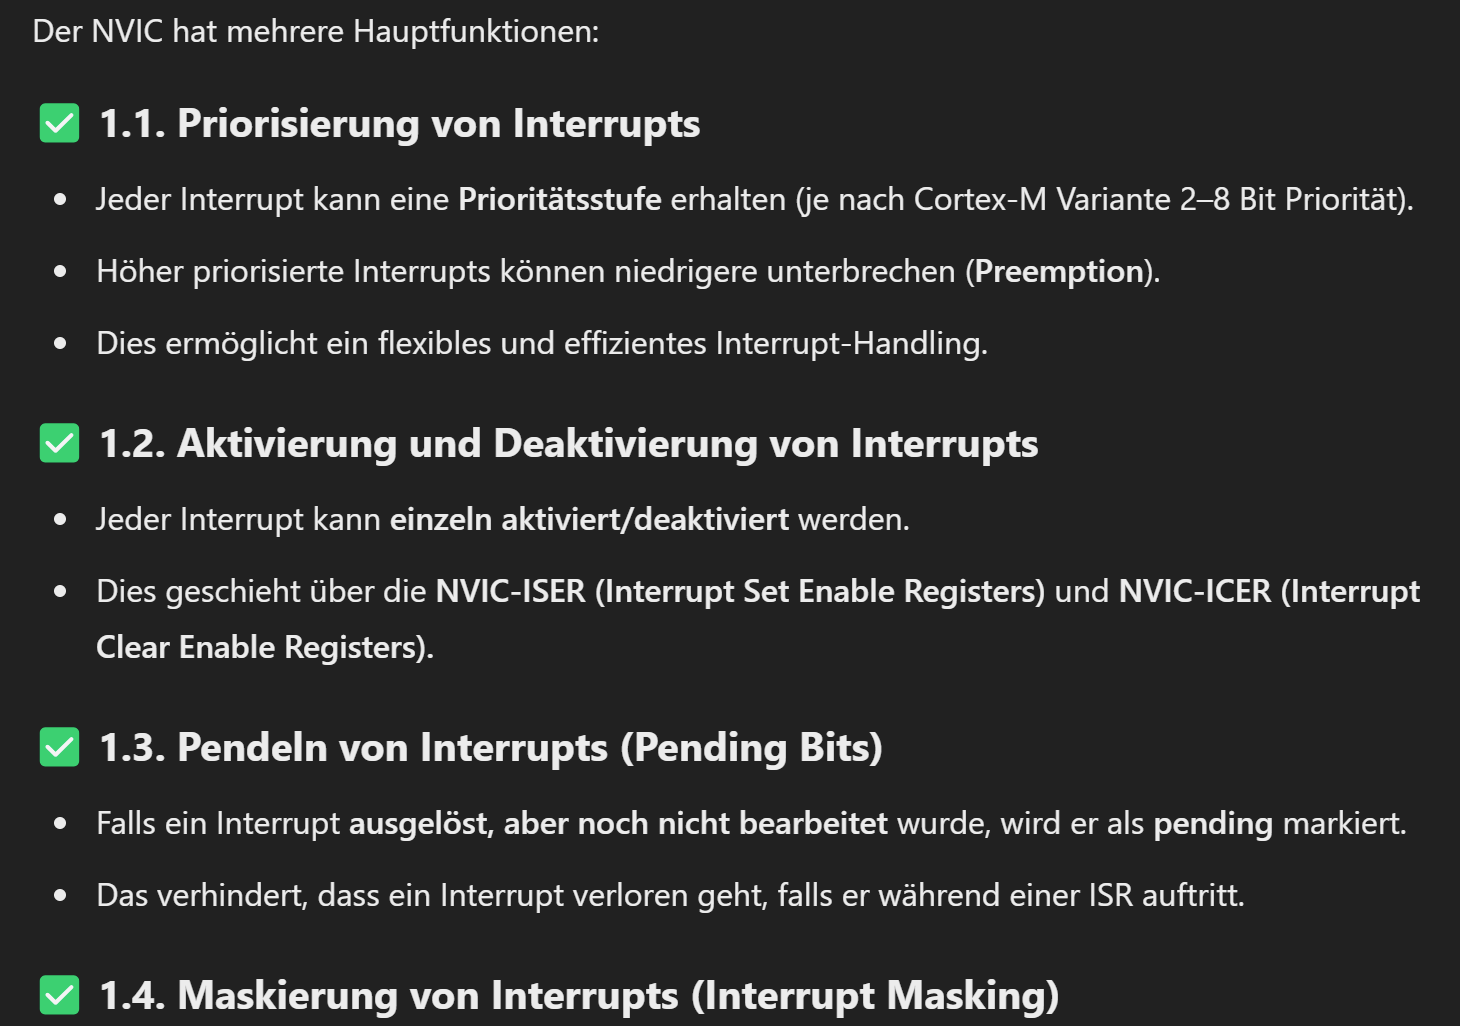 Der NVIC hat mehrere Hauptfunktionen:
✅ 1.1. Priorisierung von Interrupts
• Jeder Interrupt kann eine Prioritätsstufe erhalten (je nach Cortex-M Variante 2–8 Bit Priorität).
• Höher priorisierte Interrupts können niedrigere unterbrechen (Preemption).
• Dies ermöglicht ein flexibles und effizientes Interrupt-Handling.
✅ 1.2. Aktivierung und Deaktivierung von Interrupts
• Jeder Interrupt kann einzeln aktiviert/deaktiviert werden.
• Dies geschieht über die NVIC-ISER (Interrupt Set Enable Registers) und NVIC-ICER (Interrupt
Clear Enable Registers).
✅ 1.3. Pendeln von Interrupts (Pending Bits)
• Falls ein Interrupt ausgelöst, aber noch nicht bearbeitet wurde, wird er als pending markiert.
• Das verhindert, dass ein Interrupt verloren geht, falls er während einer ISR auftritt.
✅ 1.4. Maskierung von Interrupts (Interrupt Masking)